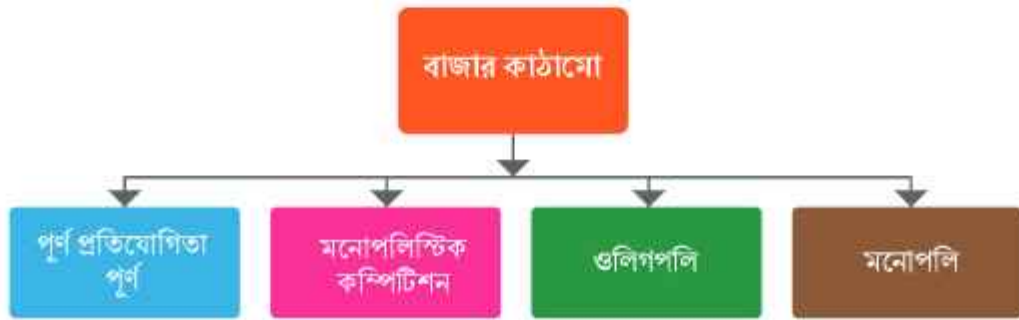 বাজার কাঠামো
পূর্ণ প্রতিযোগিতা
পূর্ণ
মনোপলিস্টিক
কম্পিটিশন
ওলিগপলি
মনোপলি